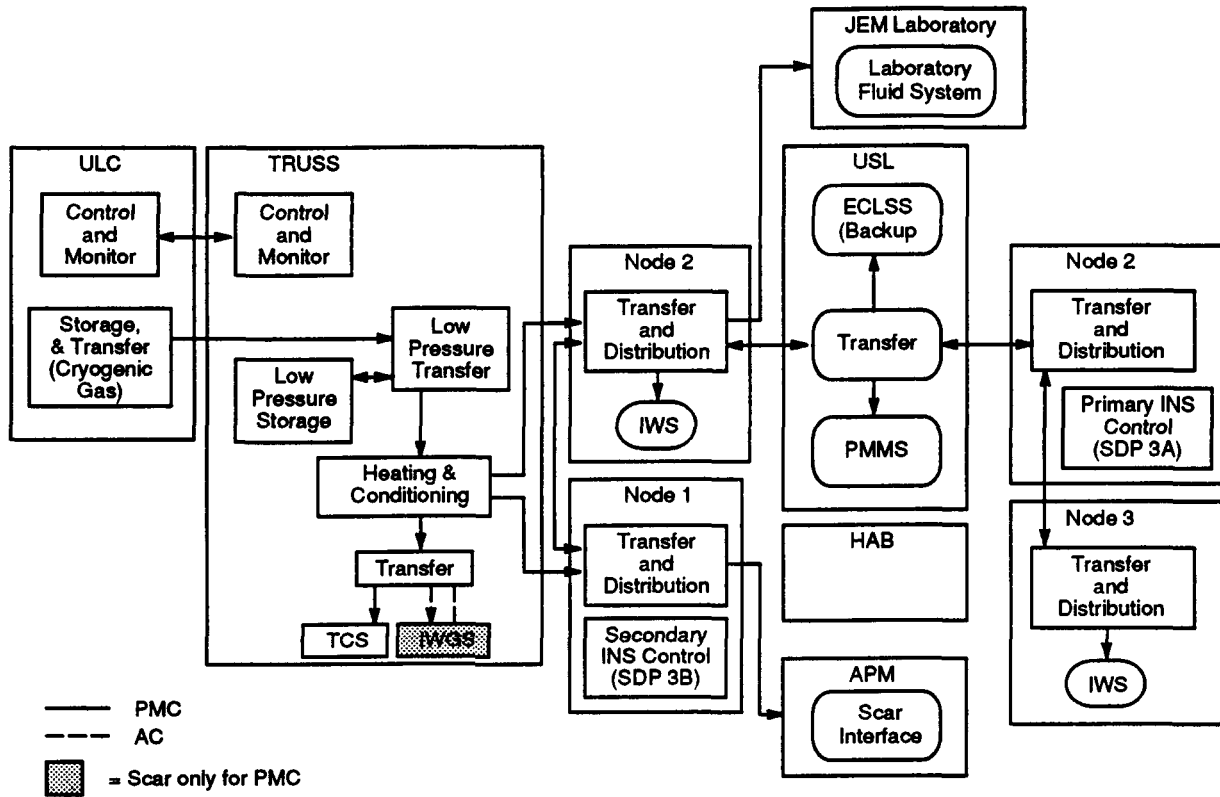 JEM Laboratory
Laboratory
Fluid System
ULC
Control
and
Monitor
Storage,
& Transfer
(Cryogenic
Gas)
TRUSS
Control
and
Monitor
Low
Pressure
Transfer
Low
Pressure
Storage
Heating &
Conditioning
Transfer
TCS
IWGS
Node 2
Transfer
and
Distribution
IWS
Node 1
Transfer
and
Distribution
Secondary
INS Control
(SDP 3B)
USL
ECLSS
(Backup
Transfer
PMMS
HAB
APM
Scar
Interface
Node 2
Transfer
and
Distribution
Primary INS
Control
(SDP 3A)
Node 3
Transfer
and
Distribution
IWS
PMC
AC
= Scar only for PMC